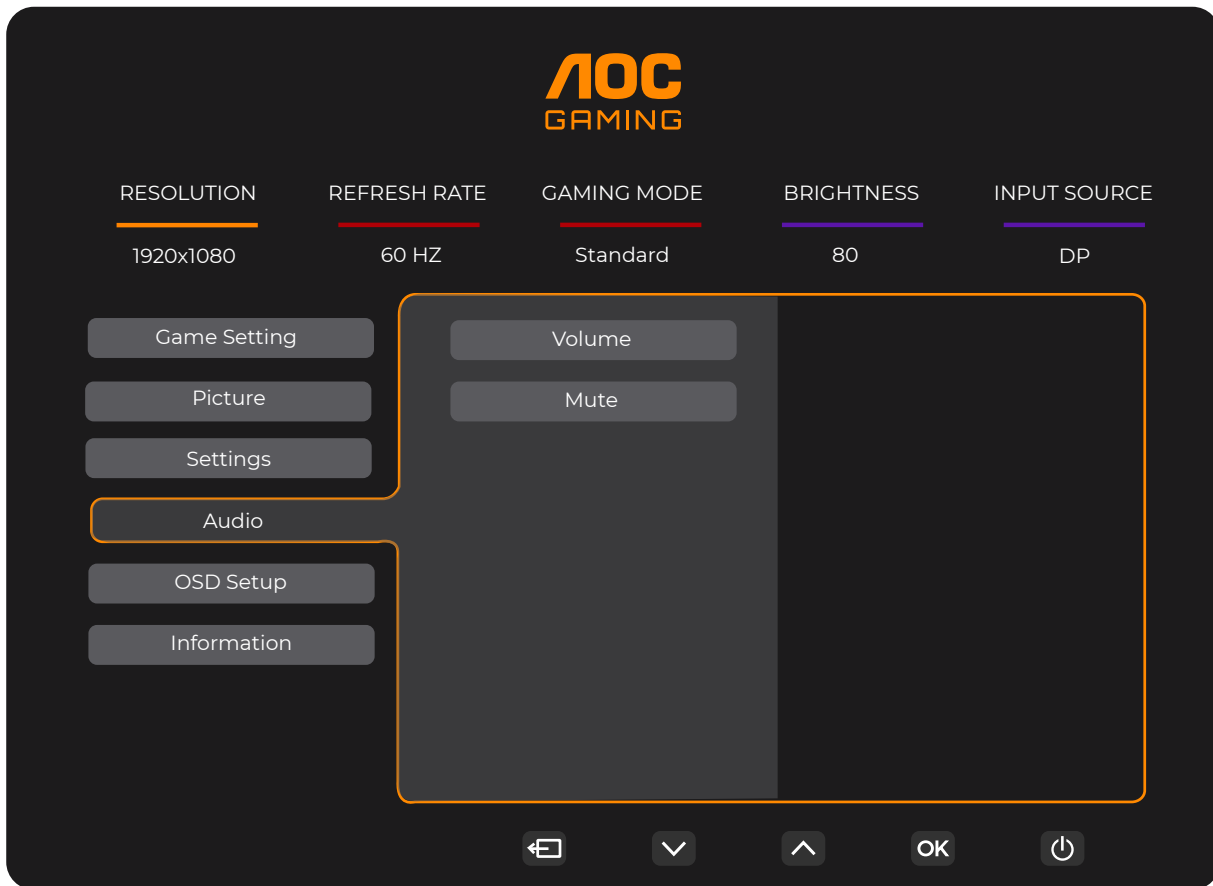 AOC
GAMING
RESOLUTION REFRESH RATE GAMING MODE BRIGHTNESS INPUT SOURCE
1920x1080 60 HZ Standard 80 DP
Game Setting
Volume
Picture
Mute
Settings
Audio
OSD Setup
Information
OK